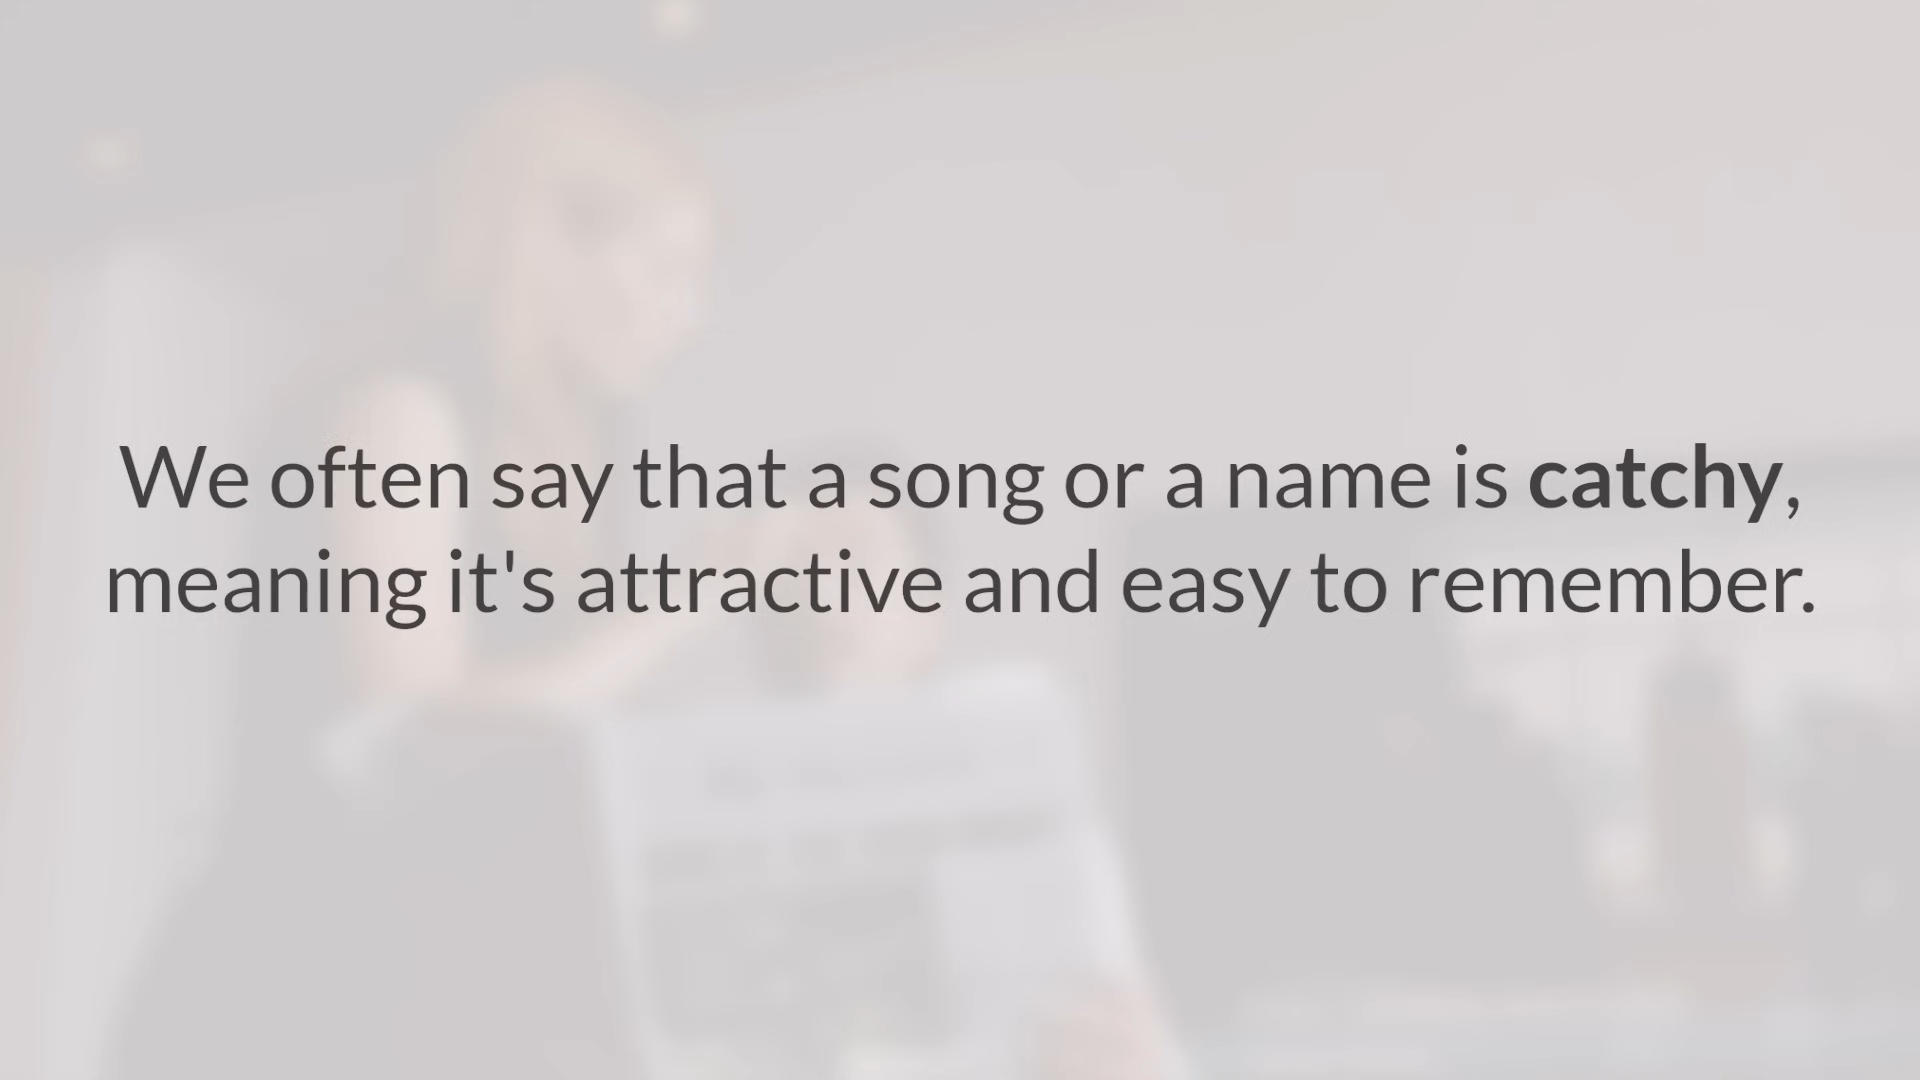 We often say that a song or a name is catchy,
meaning it's attractive and easy to remember.